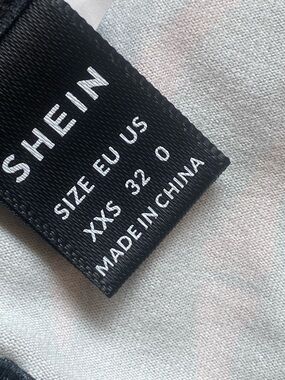 SHEIN
SIZE EU US
XXS 32 0
MADE IN CHINA